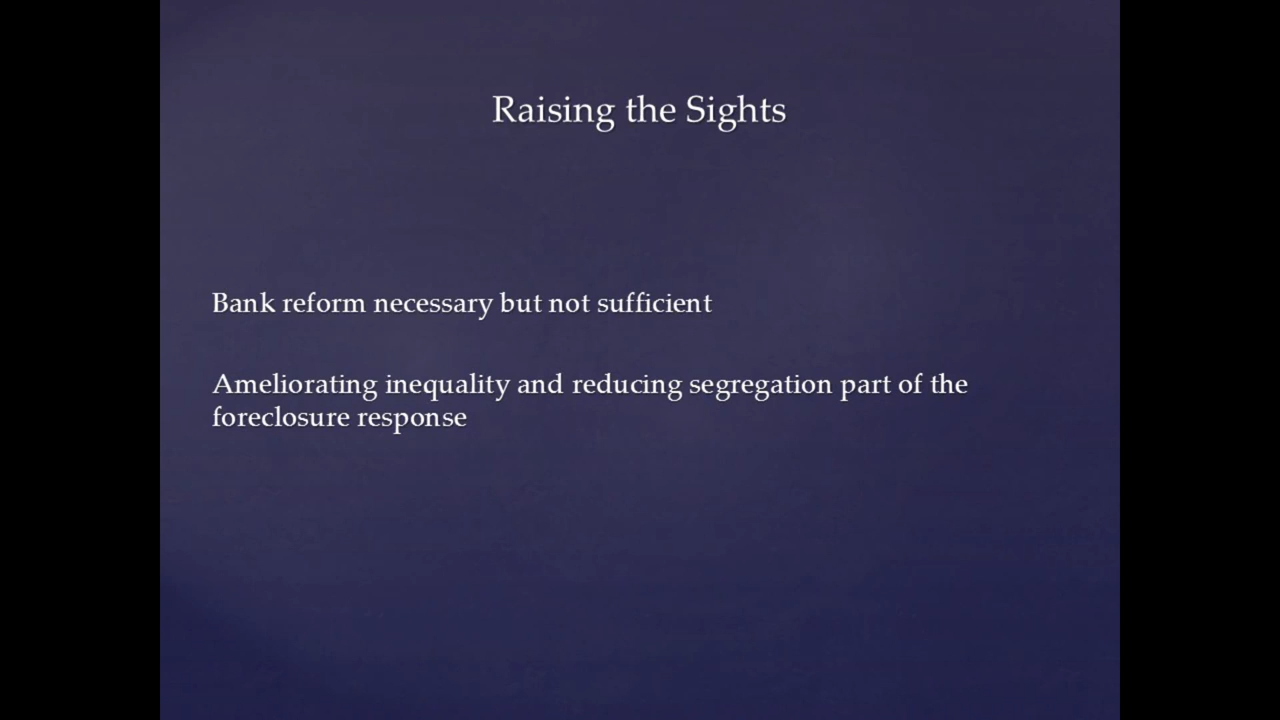 Raising the Sights
Bank reform necessary but not sufficient
Ameliorating inequality and reducing segregation part of the
foreclosure response